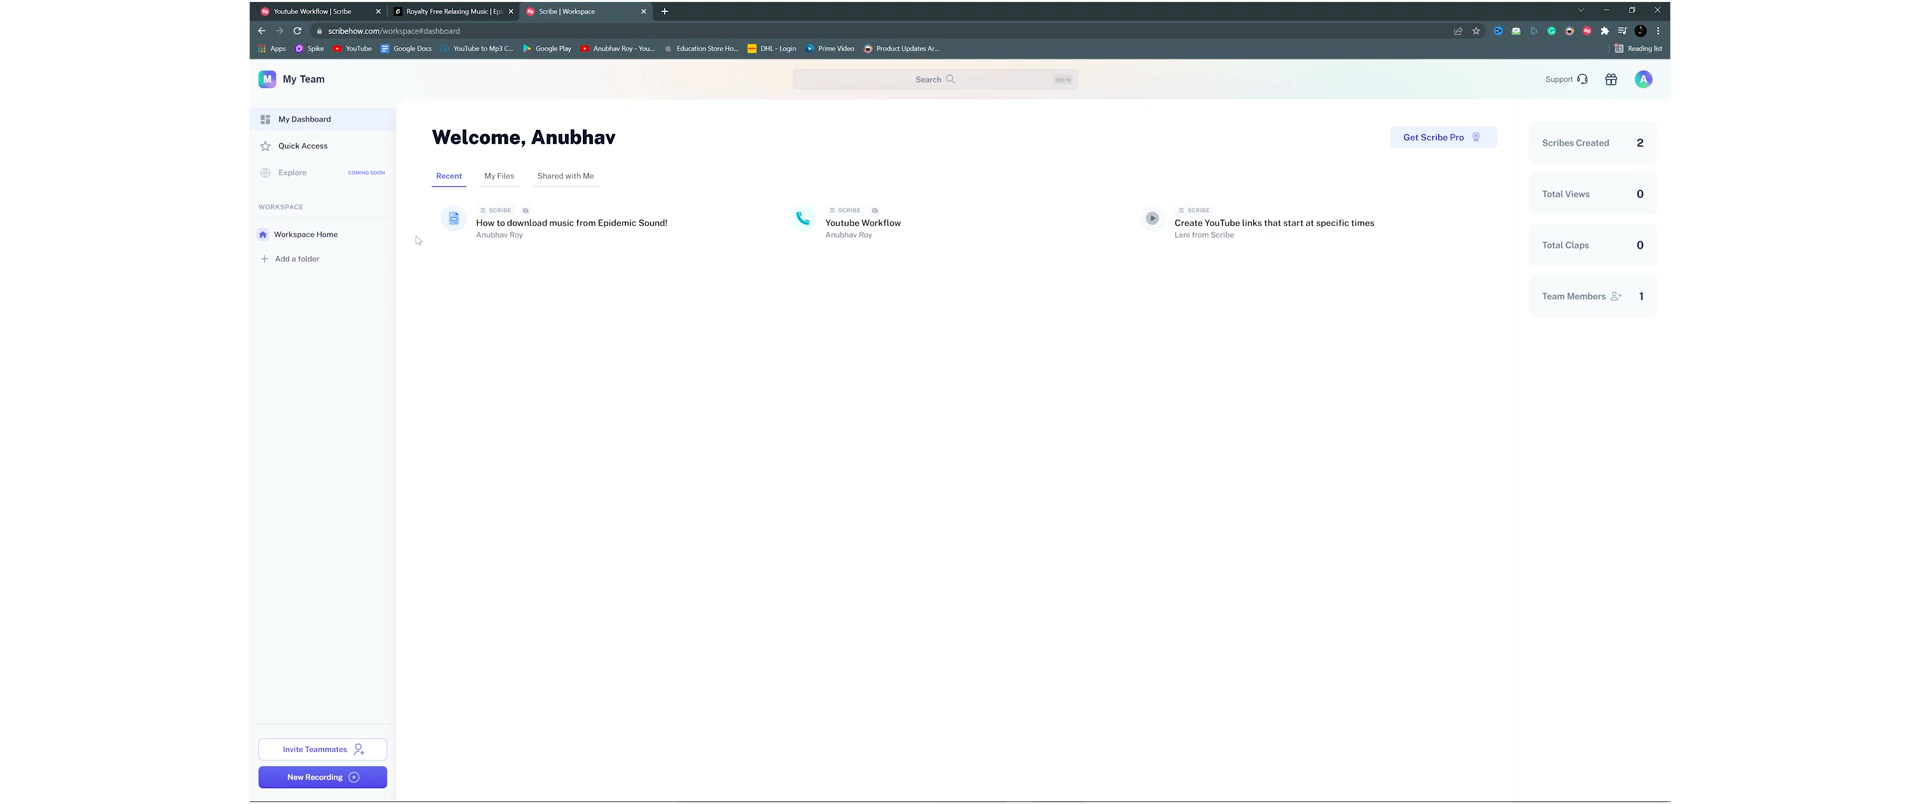 Youtube Workflow | Scribe
Royalty Free Relaxing Music | Epi
Scribe | Workspace
scribehow.com/workspace#dashboard
Apps
Spike
YouTube
Google Docs
YouTube to Mp3 C...
Google Play
Anubhav Roy - You...
Education Store Ho...
DHL - Login
Prime Video
Product Updates Ar...
Reading list
M
My Team
Search
ctrl+k
Support
A
My Dashboard
Quick Access
Explore
COMING SOON
WORKSPACE
Workspace Home
Add a folder
Invite Teammates
New Recording
Welcome, Anubhav
Get Scribe Pro
Recent
My Files
Shared with Me
SCRIBE
How to download music from Epidemic Sound!
Anubhav Roy
SCRIBE
Youtube Workflow
Anubhav Roy
SCRIBE
Create YouTube links that start at specific times
Leni from Scribe
Scribes Created 2
Total Views 0
Total Claps 0
Team Members 1